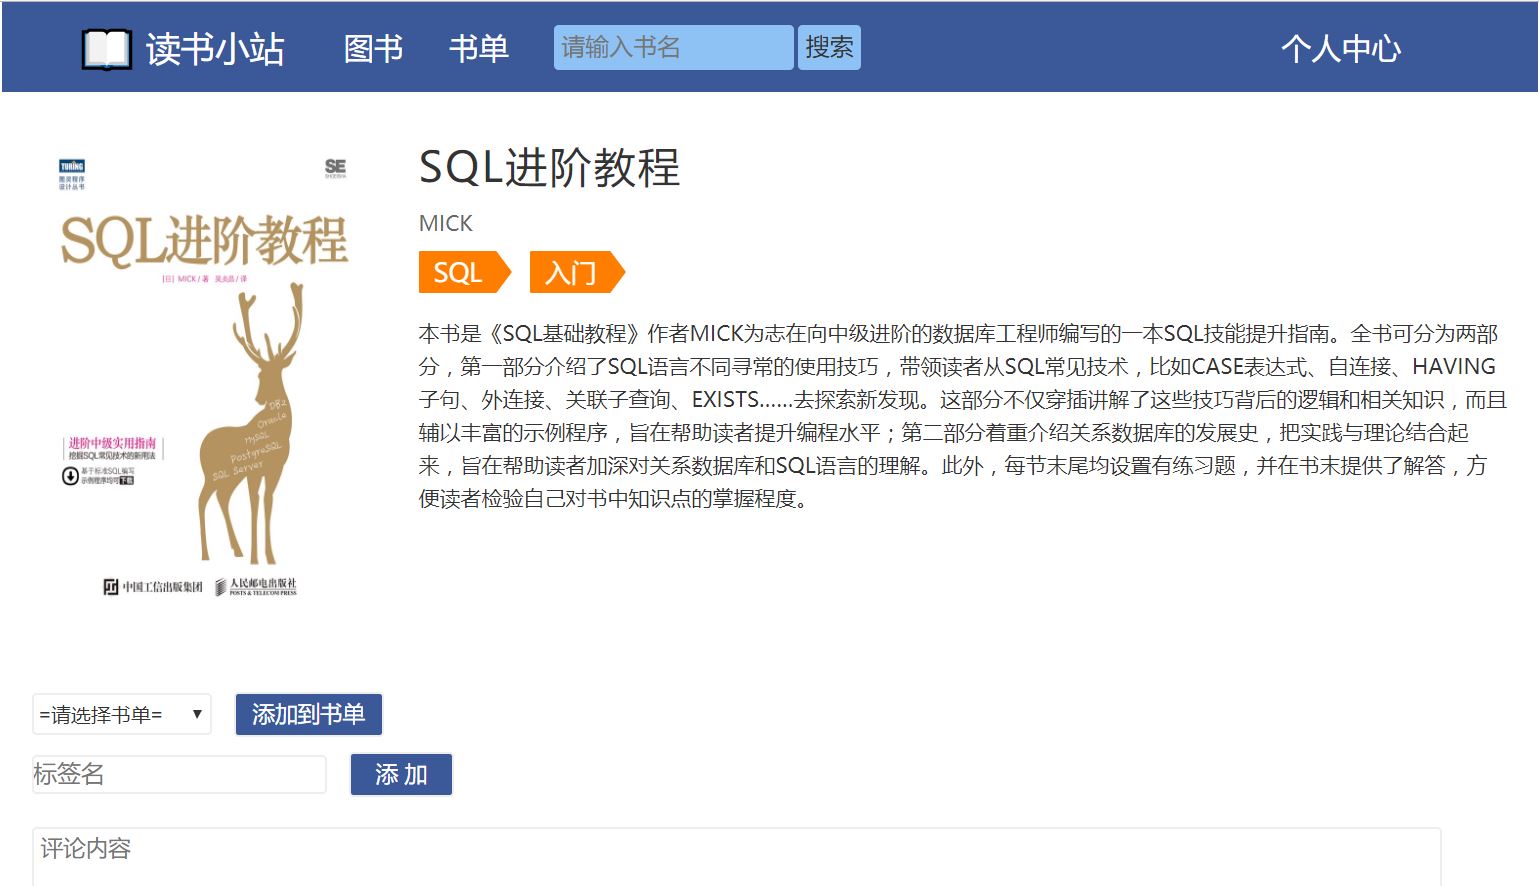 读书小站
图书
书单
请输入书名
搜索
个人中心
TURING
图灵程序
设计丛书
SE
SHOEISHA
SQL进阶教程
[日] MICK / 著 吴炎昌 / 译
DB2
Oracle
MySQL
PostgreSQL
SQL Server
进阶中级实用指南
挖掘SQL常见技术的新用法
基于标准SQL编写
示例程序均可下载
中国工信出版集团
人民邮电出版社
POSTS & TELECOM PRESS
SQL进阶教程
MICK
SQL
入门
本书是《SQL基础教程》作者MICK为志在向中级进阶的数据库工程师编写的一本SQL技能提升指南。全书可分为两部
分，第一部分介绍了SQL语言不同寻常的使用技巧，带领读者从SQL常见技术，比如CASE表达式、自连接、HAVING
子句、外连接、关联子查询、EXISTS……去探索新发现。这部分不仅穿插讲解了这些技巧背后的逻辑和相关知识，而且
辅以丰富的示例程序，旨在帮助读者提升编程水平；第二部分着重介绍关系数据库的发展史，把实践与理论结合起
来，旨在帮助读者加深对关系数据库和SQL语言的理解。此外，每节末尾均设置有练习题，并在书末提供了解答，方
便读者检验自己对书中知识点的掌握程度。
=请选择书单=
添加到书单
标签名
添 加
评论内容